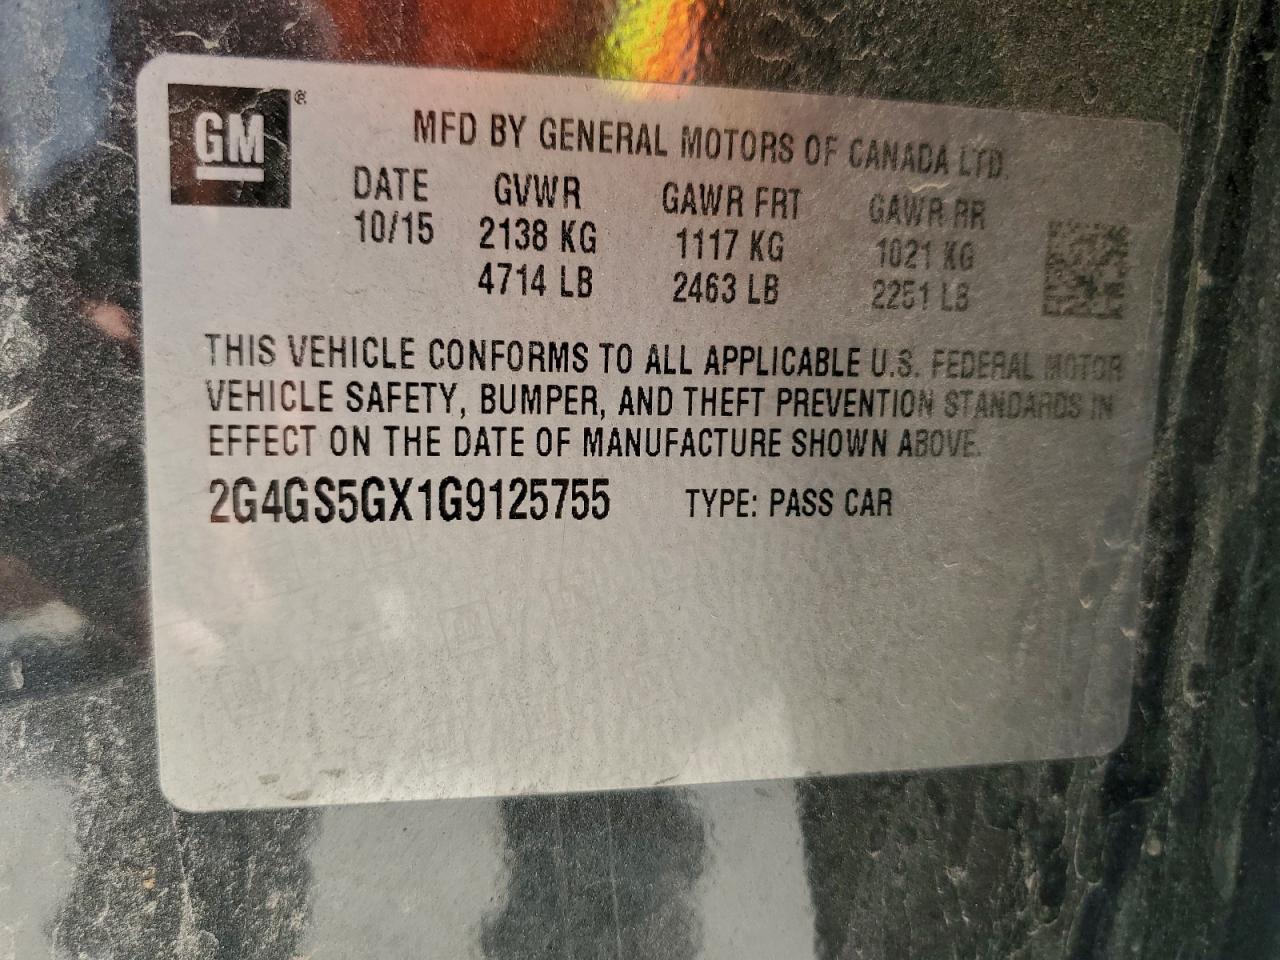 GM®
MFD BY GENERAL MOTORS OF CANADA LTD.
DATE GVWR GAWR FRT GAWR RR
10/15 2138 KG 1117 KG 1021 KG
4714 LB 2463 LB 2251 LB
THIS VEHICLE CONFORMS TO ALL APPLICABLE U.S. FEDERAL MOTOR
VEHICLE SAFETY, BUMPER, AND THEFT PREVENTION STANDARDS IN
EFFECT ON THE DATE OF MANUFACTURE SHOWN ABOVE.
2G4GS5GX1G9125755 TYPE: PASS CAR